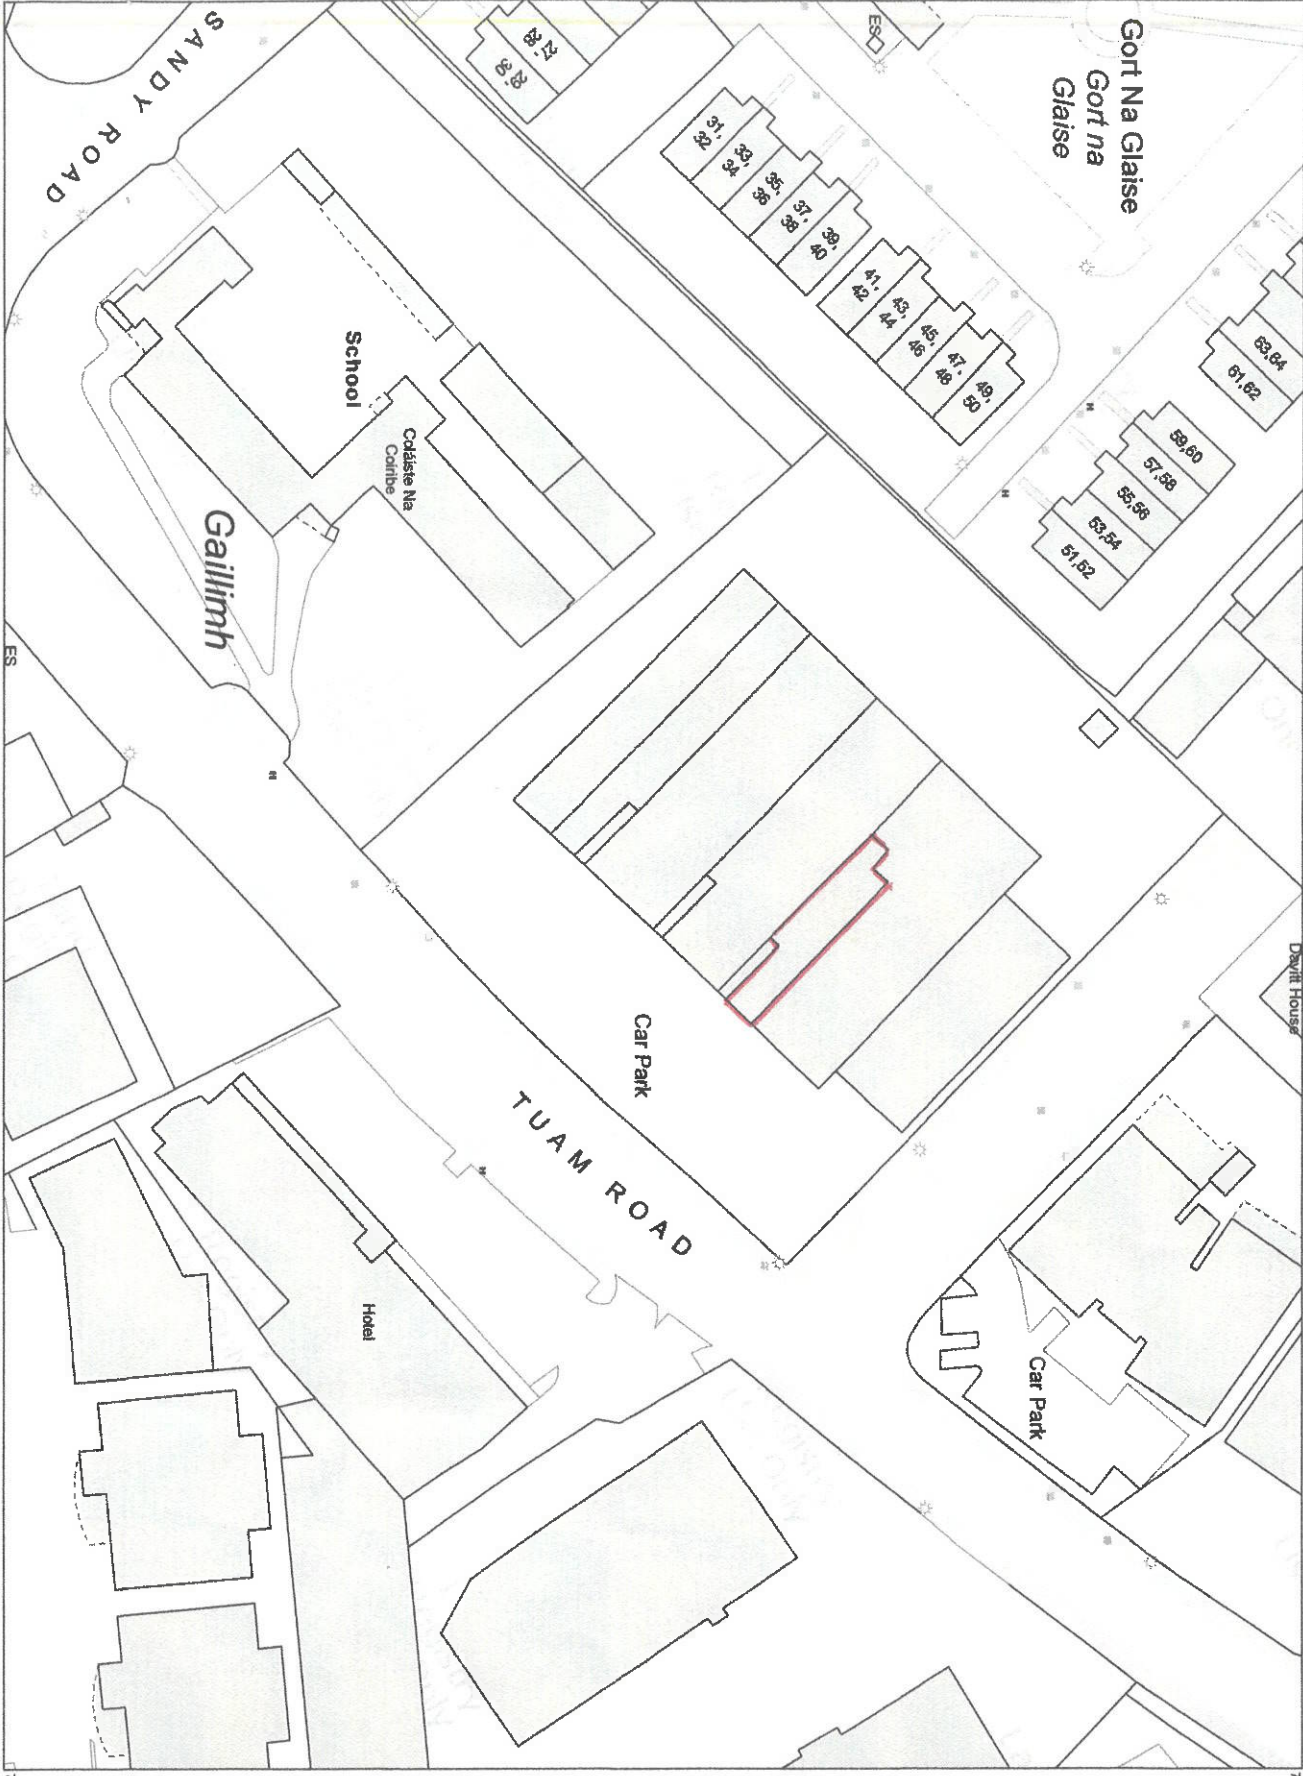 Gort Na Glaise
Gort na
Glaise
ES
27,
28
29,
30
31,
32
33,
34
35,
36
37,
38
39,
40
41,
42
43,
44
45,
46
47,
48
49,
50
63,64
61,62
59,60
57,58
55,56
53,54
51,52
SANDY ROAD
School
Coláiste Na
Coiribe
Gaillimh
ES
Davitt House
Car Park
TUAM ROAD
Hotel
Car Park